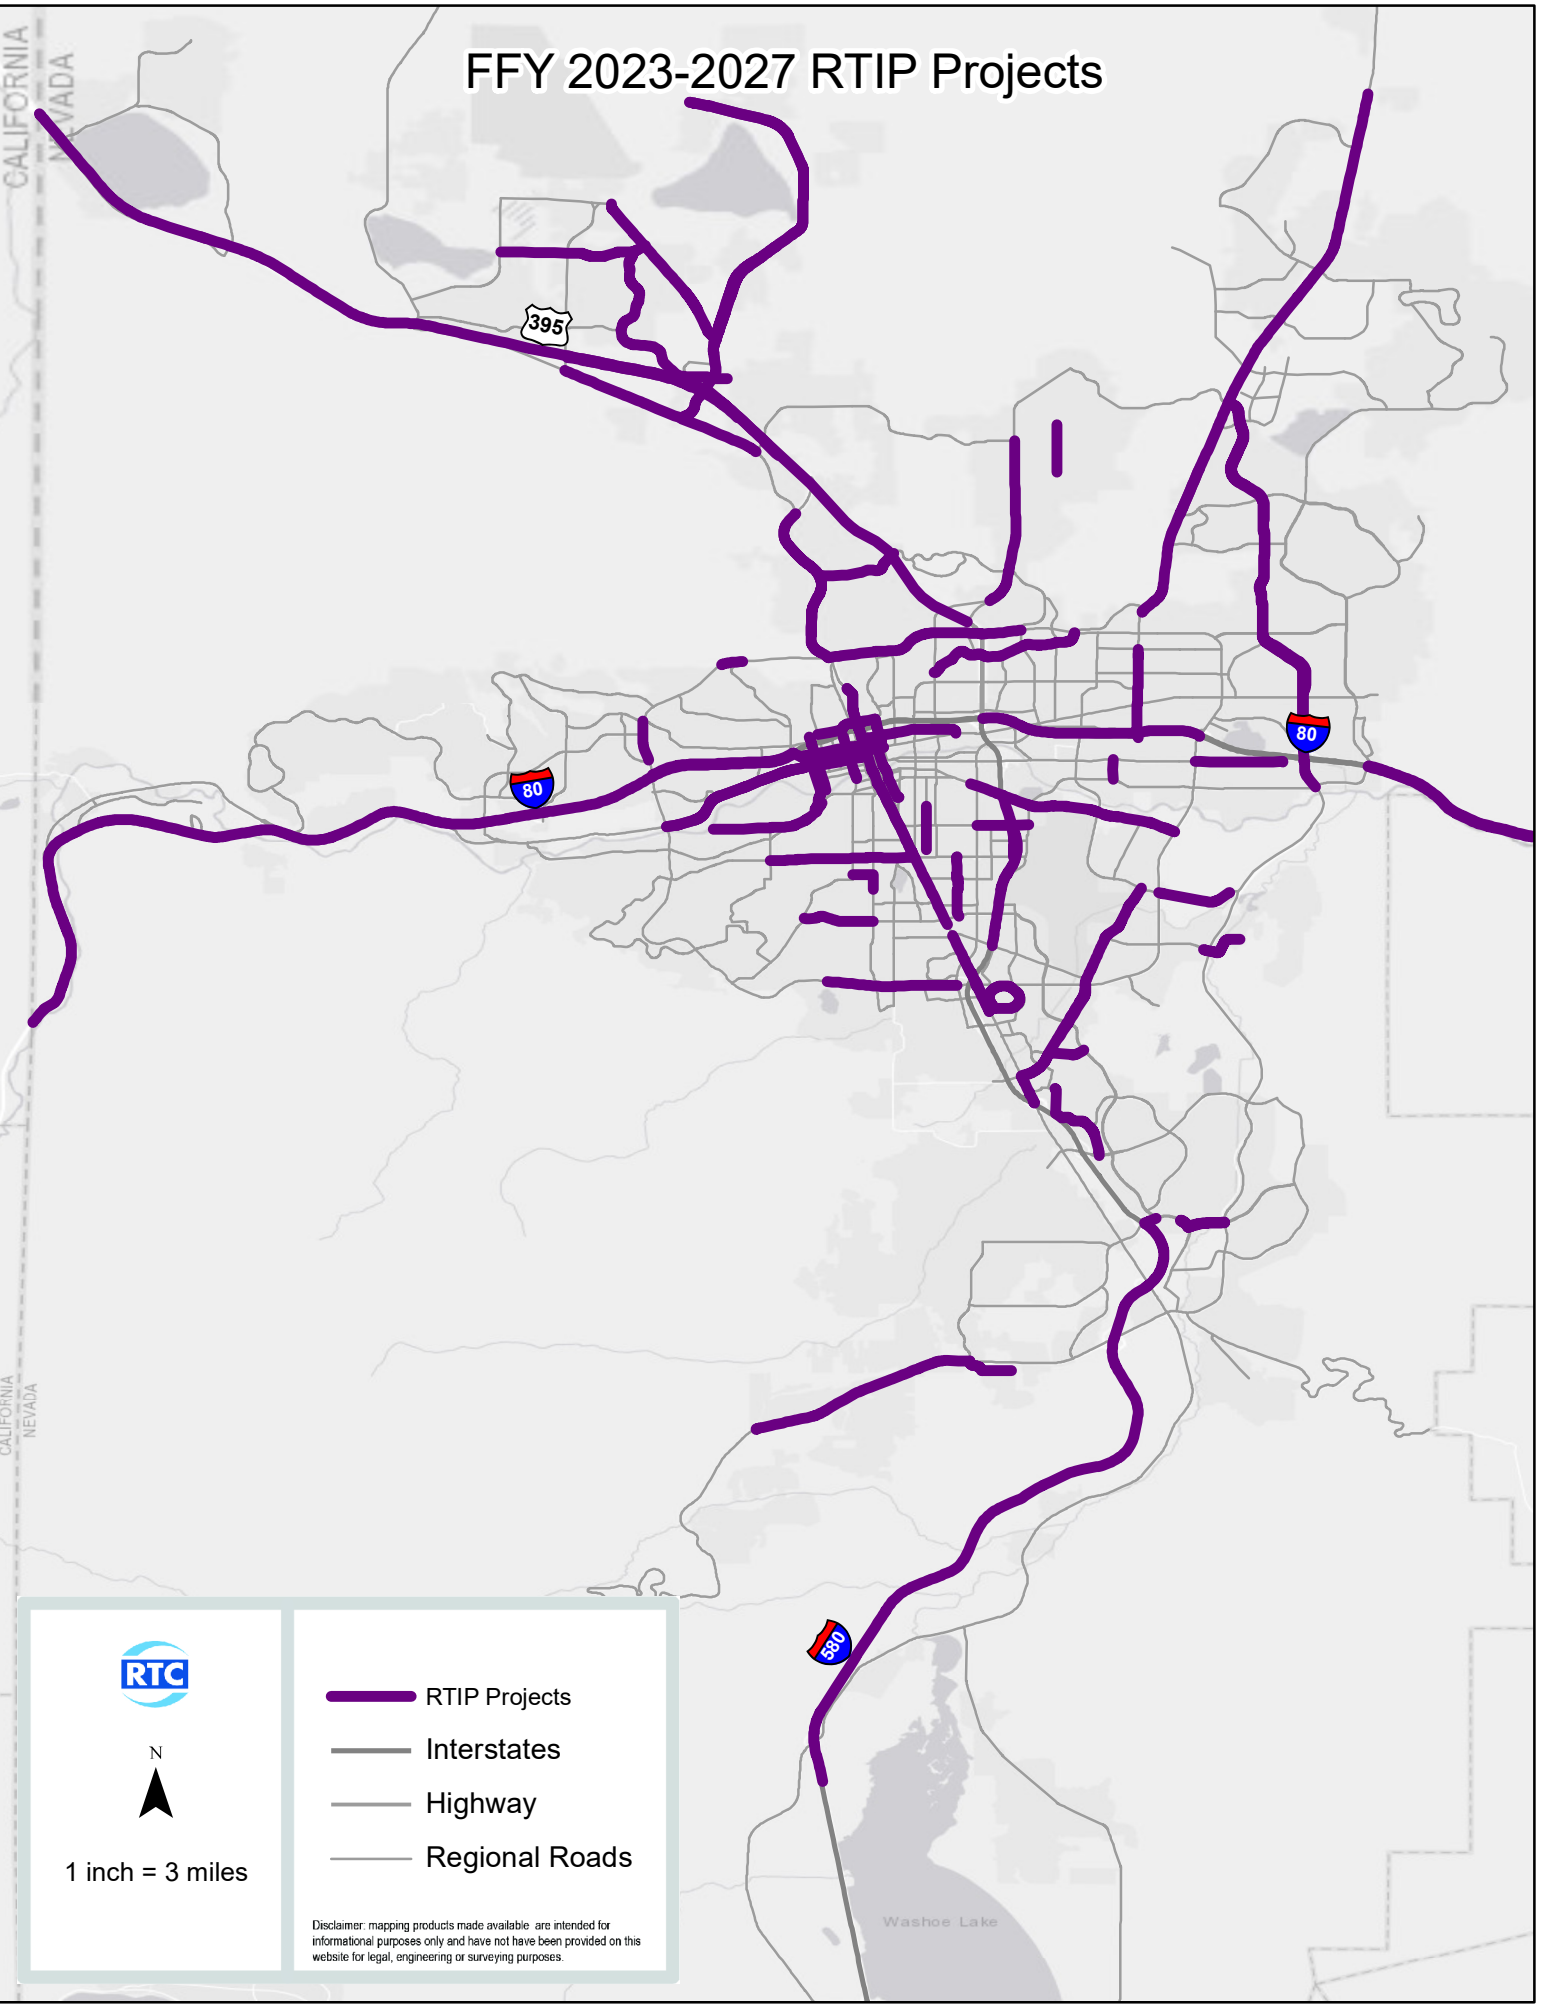 FFY 2023-2027 RTIP Projects
CALIFORNIA
NEVADA
395
80
80
CALIFORNIA
NEVADA
580
RTC
N
1 inch = 3 miles
RTIP Projects
Interstates
Highway
Regional Roads
Disclaimer: mapping products made available are intended for
informational purposes only and have not have been provided on this
website for legal, engineering or surveying purposes.
Washoe Lake